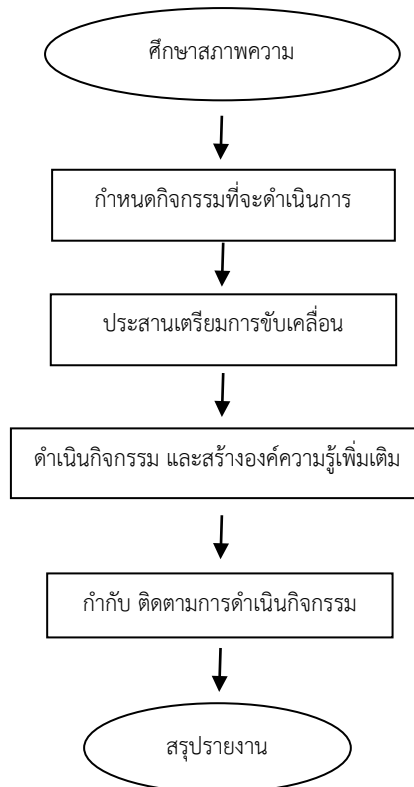 ศึกษาสภาพความ
กำหนดกิจกรรมที่จะดำเนินการ
ประสานเตรียมการขับเคลื่อน
ดำเนินกิจกรรม และสร้างองค์ความรู้เพิ่มเติม
กำกับ ติดตามการดำเนินกิจกรรม
สรุปรายงาน